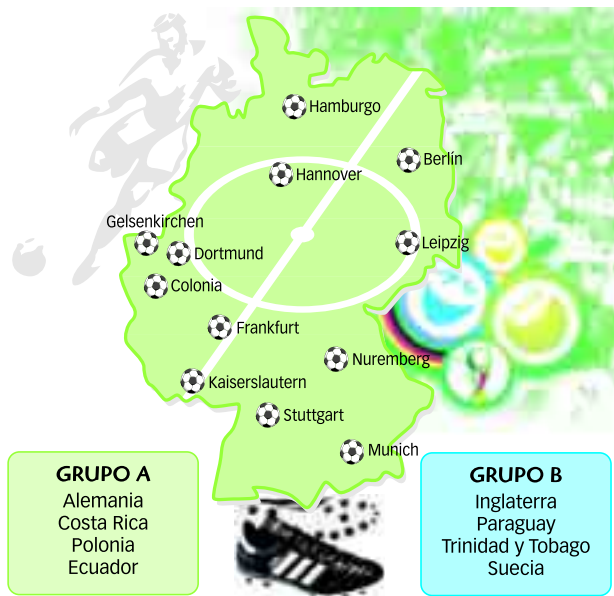 Hamburgo
Berlín
Hannover
Gelsenkirchen
Leipzig
Dortmund
Colonia
Frankfurt
Nuremberg
Kaiserslautern
Stuttgart
Munich
GRUPO A
Alemania
Costa Rica
Polonia
Ecuador
GRUPO B
Inglaterra
Paraguay
Trinidad y Tobago
Suecia